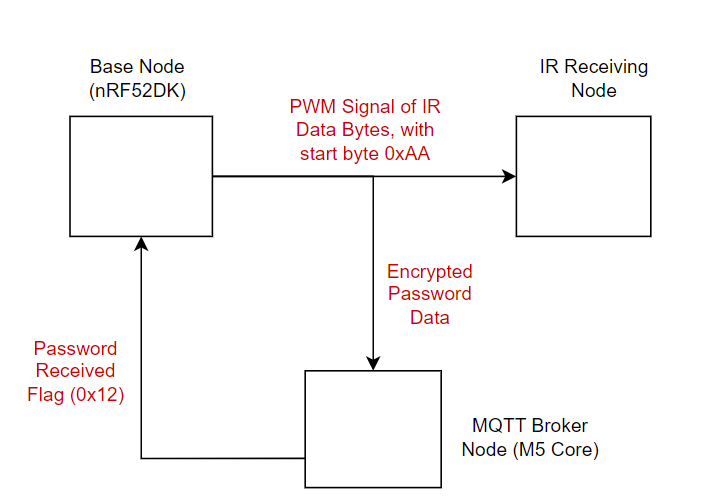 Base Node
(nRF52DK)
IR Receiving
Node
PWM Signal of IR
Data Bytes, with
start byte 0xAA
Encrypted
Password
Data
Password
Received
Flag (0x12)
MQTT Broker
Node (M5 Core)